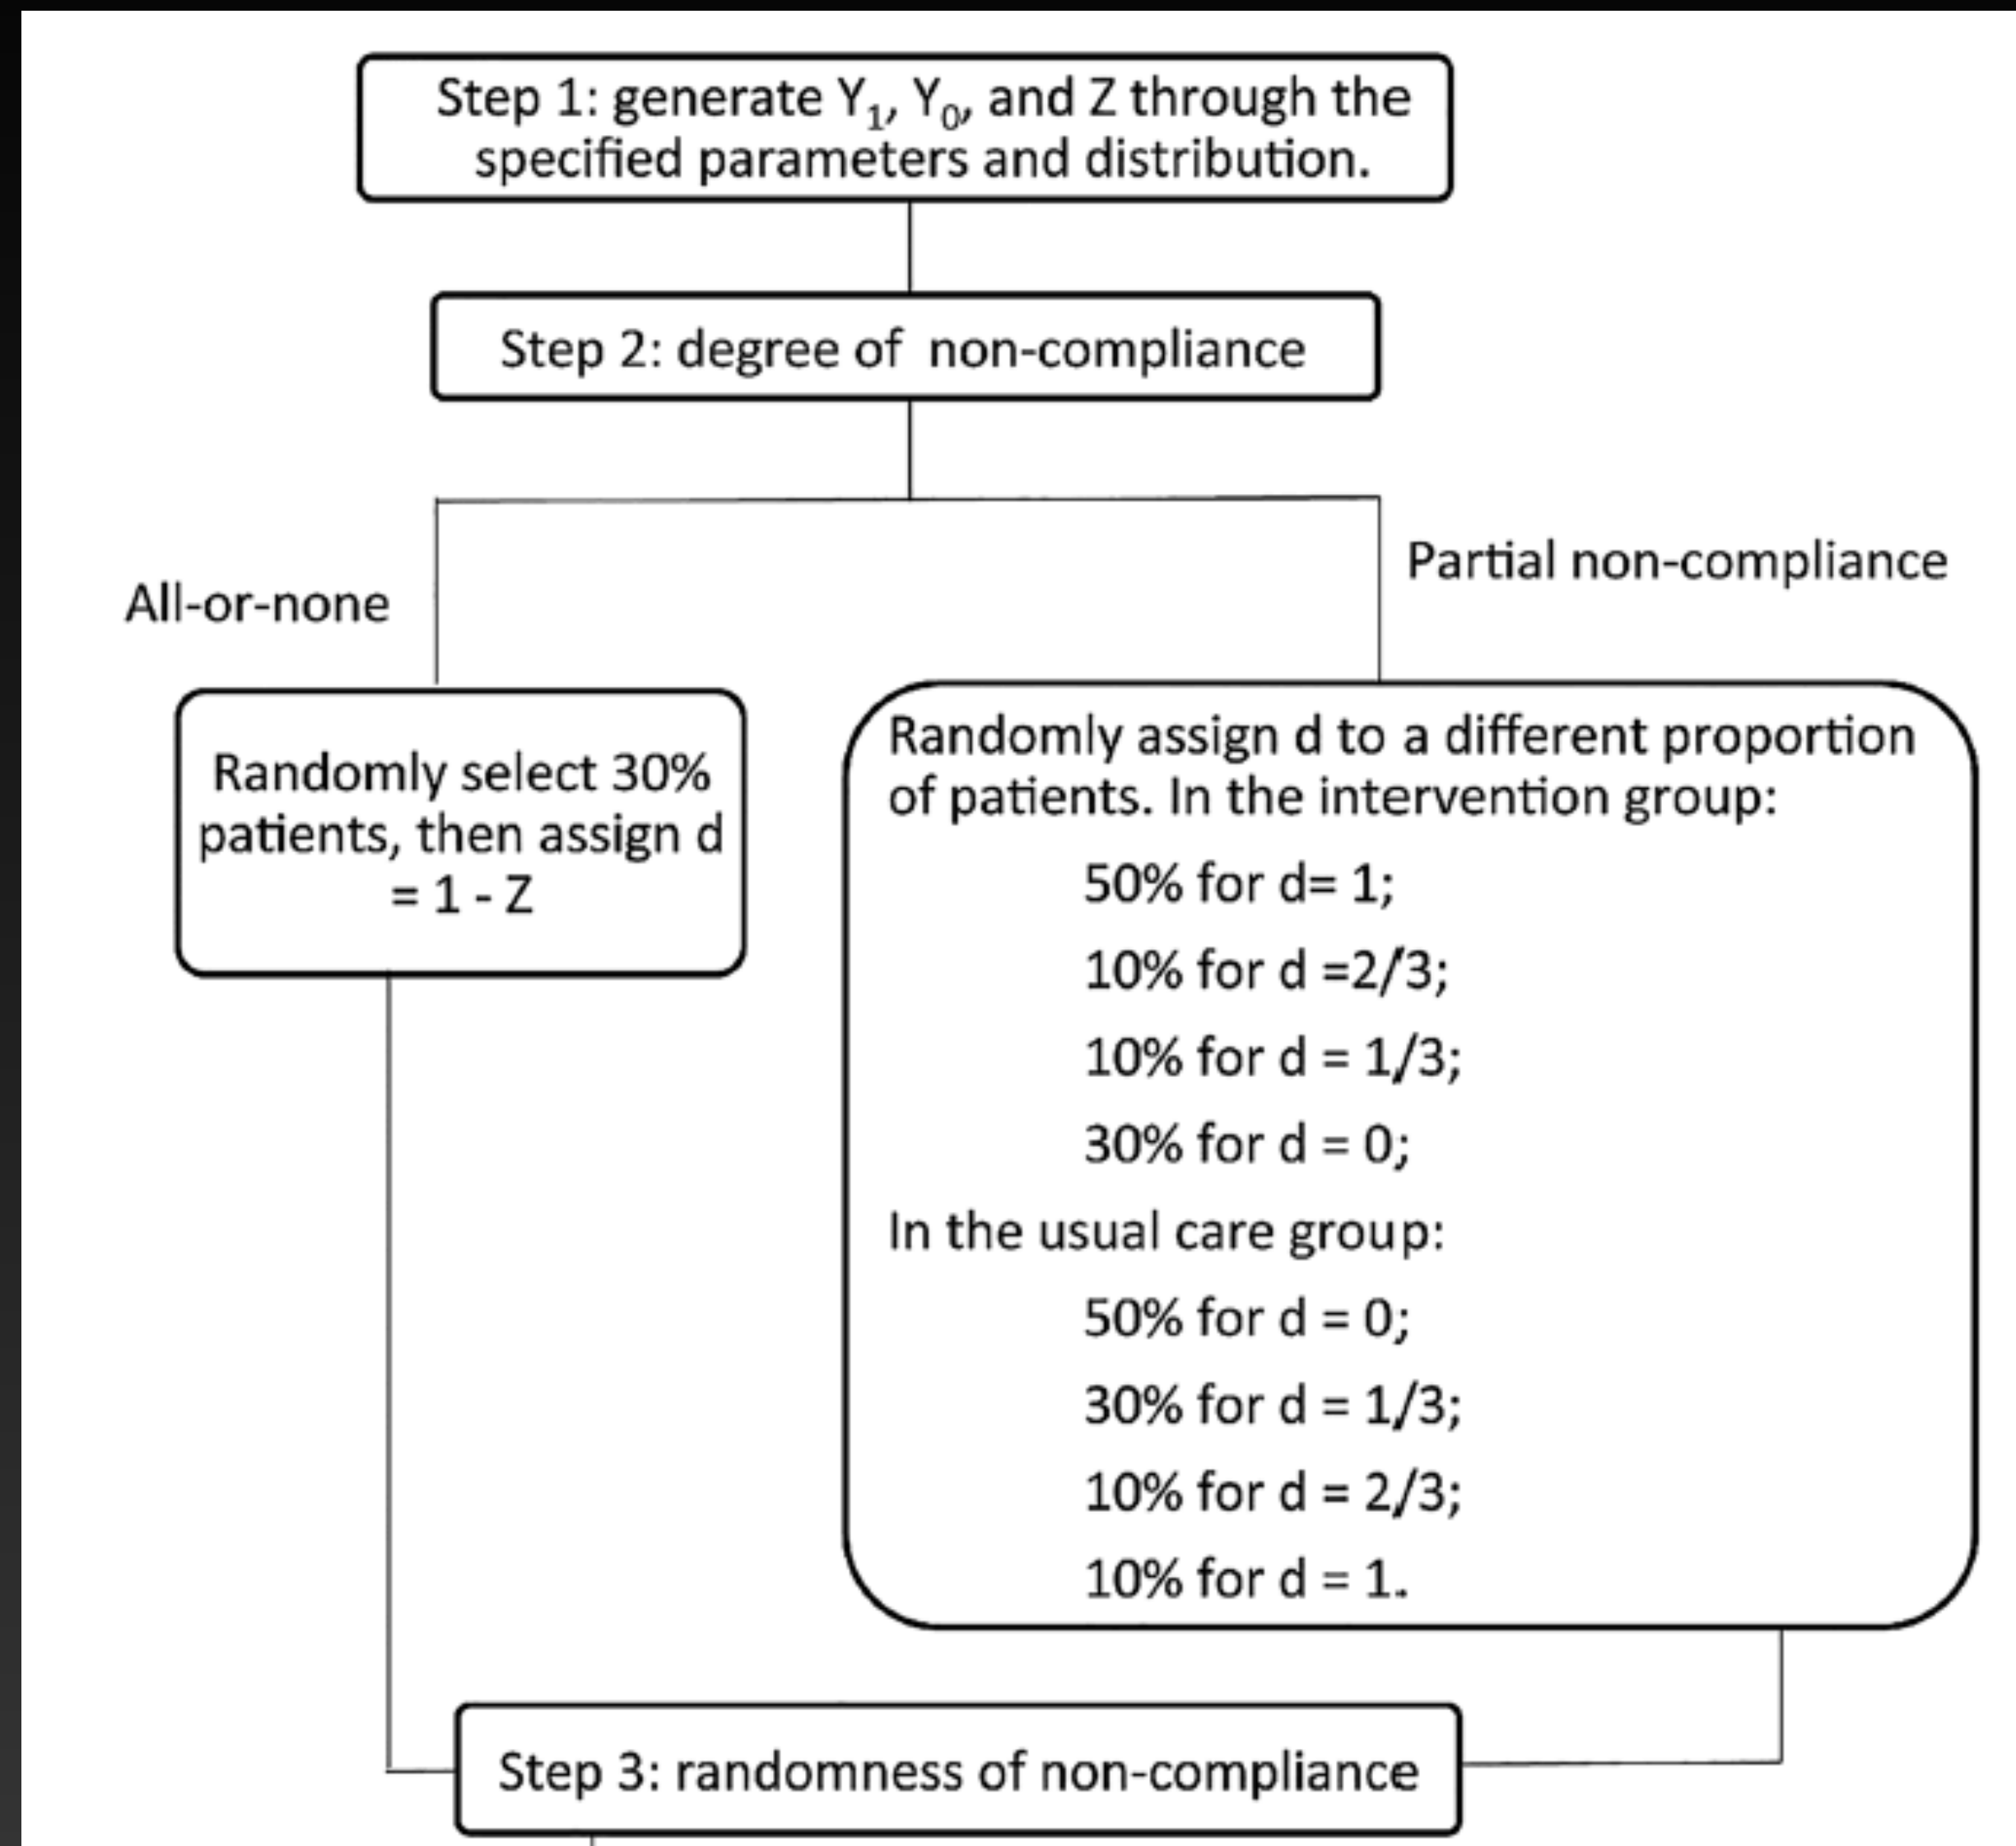 Step 1: generate Y₁, Y₀, and Z through the
specified parameters and distribution.
Step 2: degree of non-compliance
All-or-none
Partial non-compliance
Randomly select 30%
patients, then assign d
= 1 - Z
Randomly assign d to a different proportion
of patients. In the intervention group:
50% for d= 1;
10% for d =2/3;
10% for d = 1/3;
30% for d = 0;
In the usual care group:
50% for d = 0;
30% for d = 1/3;
10% for d = 2/3;
10% for d = 1.
Step 3: randomness of non-compliance